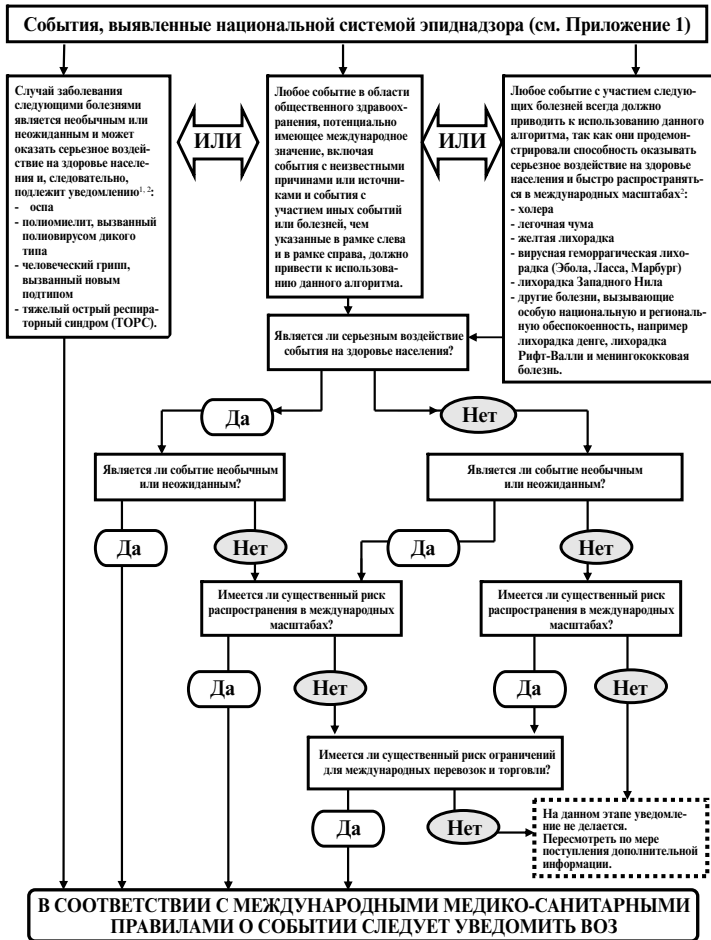 События, выявленные национальной системой эпиднадзора (см. Приложение 1)
Случай заболевания
следующими болезнями
является необычным или
неожиданным и может
оказать серьезное воздей-
ствие на здоровье населе-
ния и, следовательно,
подлежит уведомлению1, 2:
- оспа
- полиомиелит, вызванный
полиовирусом дикого
типа
- человеческий грипп,
вызванный новым
подтипом
- тяжелый острый респира-
торный синдром (ТОРС).
ИЛИ
Любое событие в области
общественного здравоох-
ранения, потенциально
имеющее международное
значение, включая
события с неизвестными
причинами или источни-
ками и события с
участием иных событий
или болезней, чем
указанные в рамке слева
и в рамке справа, должно
привести к использова-
нию данного алгоритма.
ИЛИ
Любое событие с участием следую-
щих болезней всегда должно
приводить к использованию данного
алгоритма, так как они продемон-
стрировали способность оказывать
серьезное воздействие на здоровье
населения и быстро распространять-
ся в международных масштабах2:
- холера
- легочная чума
- желтая лихорадка
- вирусная геморрагическая лихо-
радка (Эбола, Ласса, Марбург)
- лихорадка Западного Нила
- другие болезни, вызывающие
особую национальную и региональ-
ную обеспокоенность, например
лихорадка денге, лихорадка
Рифт-Валли и менингококковая
болезнь.
Является ли серьезным воздействие
события на здоровье населения?
Да
Нет
Является ли событие необычным
или неожиданным?
Является ли событие необычным
или неожиданным?
Да
Нет
Да
Нет
Имеется ли существенный риск
распространения в международных
масштабах?
Имеется ли существенный риск
распространения в международных
масштабах?
Да
Нет
Да
Нет
Имеется ли существенный риск ограничений
для международных перевозок и торговли?
Да
Нет
На данном этапе уведомле-
ние не делается.
Пересмотреть по мере
поступления дополнительной
информации.
В СООТВЕТСТВИИ С МЕЖДУНАРОДНЫМИ МЕДИКО-САНИТАРНЫМИ
ПРАВИЛАМИ О СОБЫТИИ СЛЕДУЕТ УВЕДОМИТЬ ВОЗ